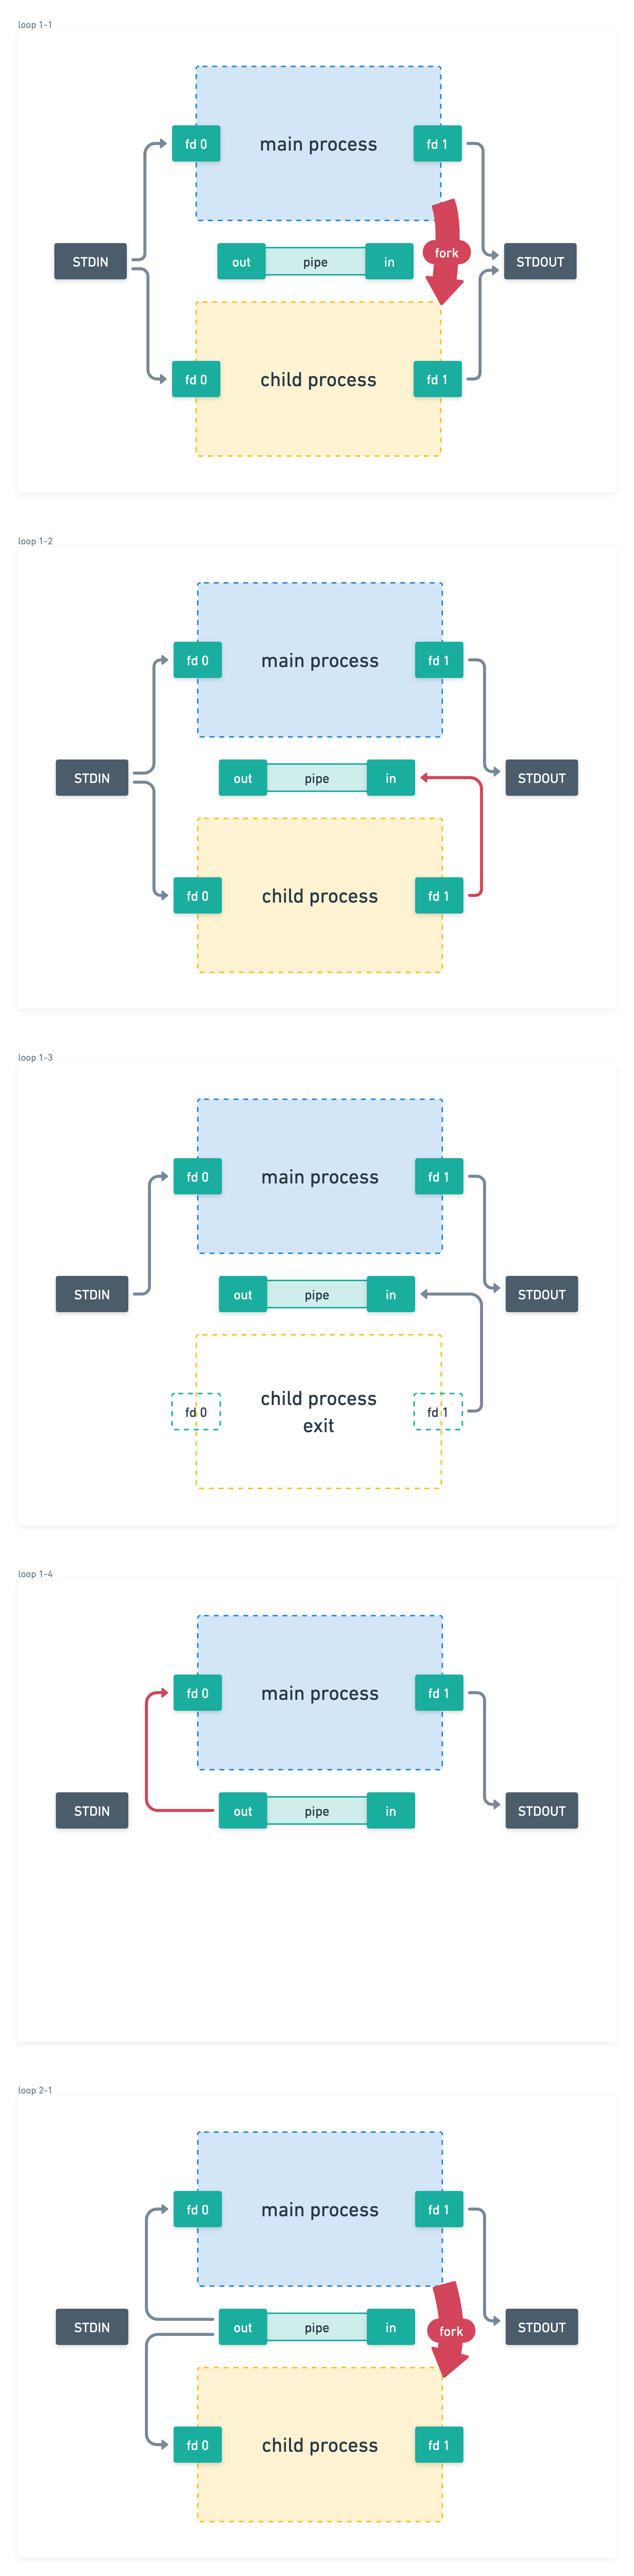 loop 1-1
main process
fd 0
fd 1
fork
STDIN
out
pipe
in
STDOUT
fd 0
child process
fd 1
loop 1-2
fd 0
main process
fd 1
STDIN
out
pipe
in
STDOUT
fd 0
child process
fd 1
loop 1-3
fd 0
main process
fd 1
STDIN
out
pipe
in
STDOUT
child process
exit
fd 0
fd 1
loop 1-4
fd 0
main process
fd 1
STDIN
out
pipe
in
STDOUT
loop 2-1
fd 0
main process
fd 1
STDIN
out
pipe
in
fork
STDOUT
fd 0
child process
fd 1